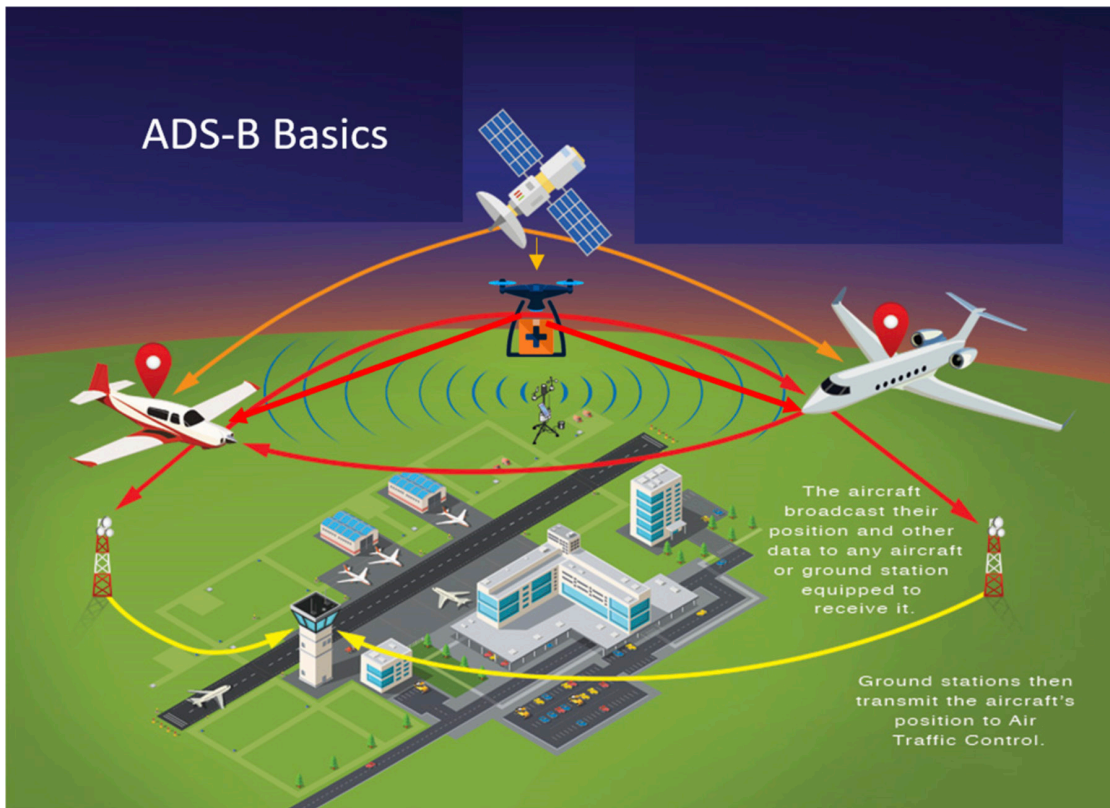 ADS-B Basics
The aircraft
broadcast their
position and other
data to any aircraft
or ground station
equipped to
receive it.
Ground stations then
transmit the aircraft's
position to Air
Traffic Control.